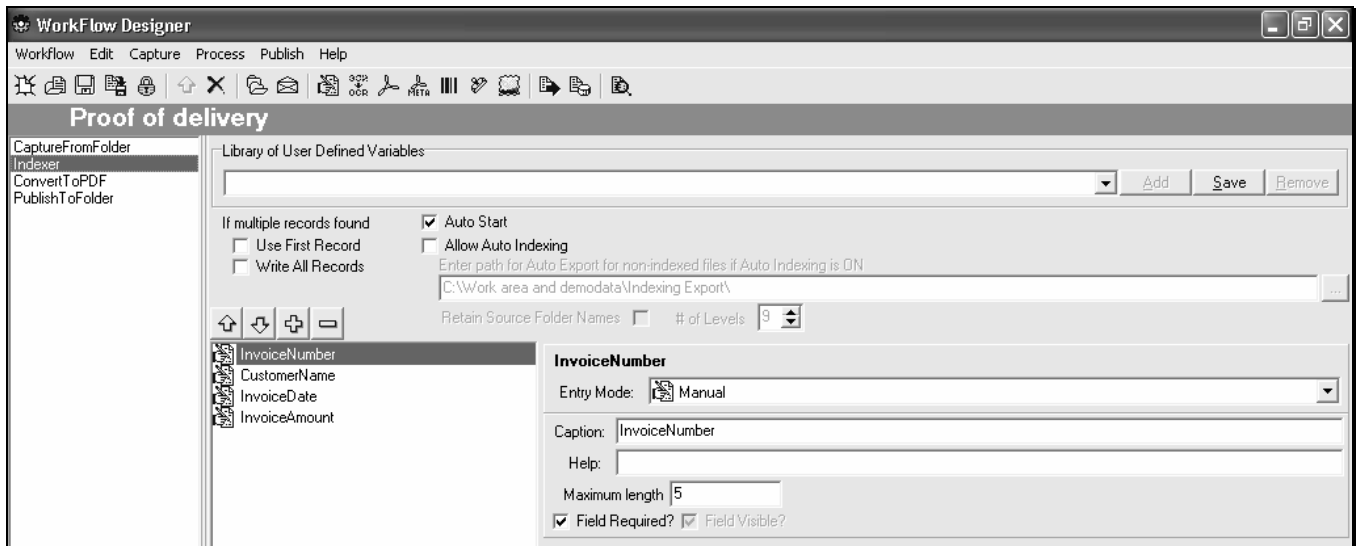 WorkFlow Designer
Workflow Edit Capture Process Publish Help
OCR META
Proof of delivery
CaptureFromFolder
Indexer
ConvertToPDF
PublishToFolder
Library of User Defined Variables
Add Save Remove
If multiple records found
Use First Record
Write All Records
Auto Start
Allow Auto Indexing
Enter path for Auto Export for non-indexed files if Auto Indexing is ON
C:\Work area and demodata\Indexing Export\
...
Retain Source Folder Names # of Levels 9
InvoiceNumber
CustomerName
InvoiceDate
InvoiceAmount
InvoiceNumber
Entry Mode: Manual
Caption: InvoiceNumber
Help:
Maximum length 5
Field Required? Field Visible?